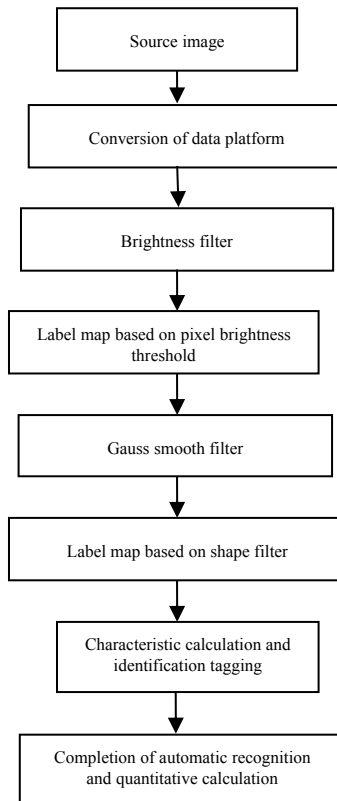 Source image
Conversion of data platform
Brightness filter
Label map based on pixel brightness
threshold
Gauss smooth filter
Label map based on shape filter
Characteristic calculation and
identification tagging
Completion of automatic recognition
and quantitative calculation